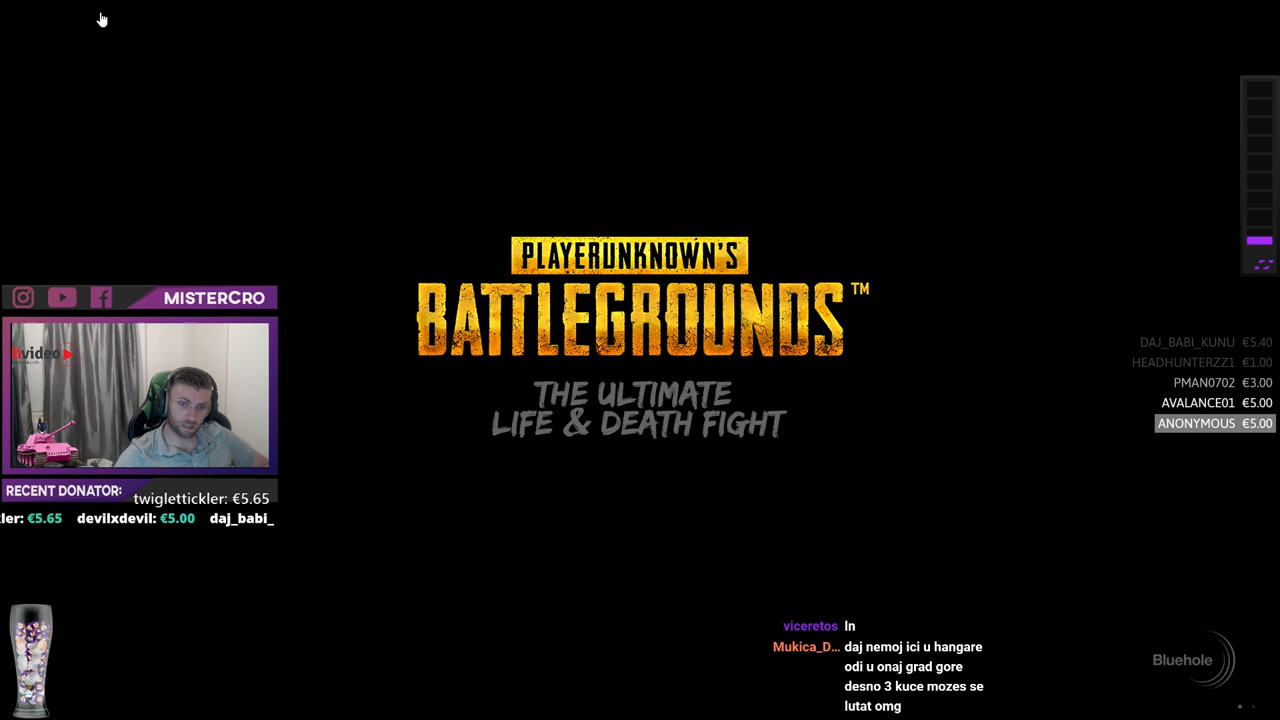 PLAYERUNKNOWN'S
BATTLEGROUNDS™
THE ULTIMATE
LIFE & DEATH FIGHT
MISTERCRO
video
RECENT DONATOR:
twiglettickler: €5.65
ler: €5.65 devilxdevil: €5.00 daj_babi_
DAJ_BABI_KUNU €5.40
HEADHUNTERZZ1 €1.00
PMAN0702 €3.00
AVALANCE01 €5.00
ANONYMOUS €5.00
viceretos In
Mukica_D... daj nemoj ici u hangare
odi u onaj grad gore
desno 3 kuce mozes se
lutat omg
Bluehole